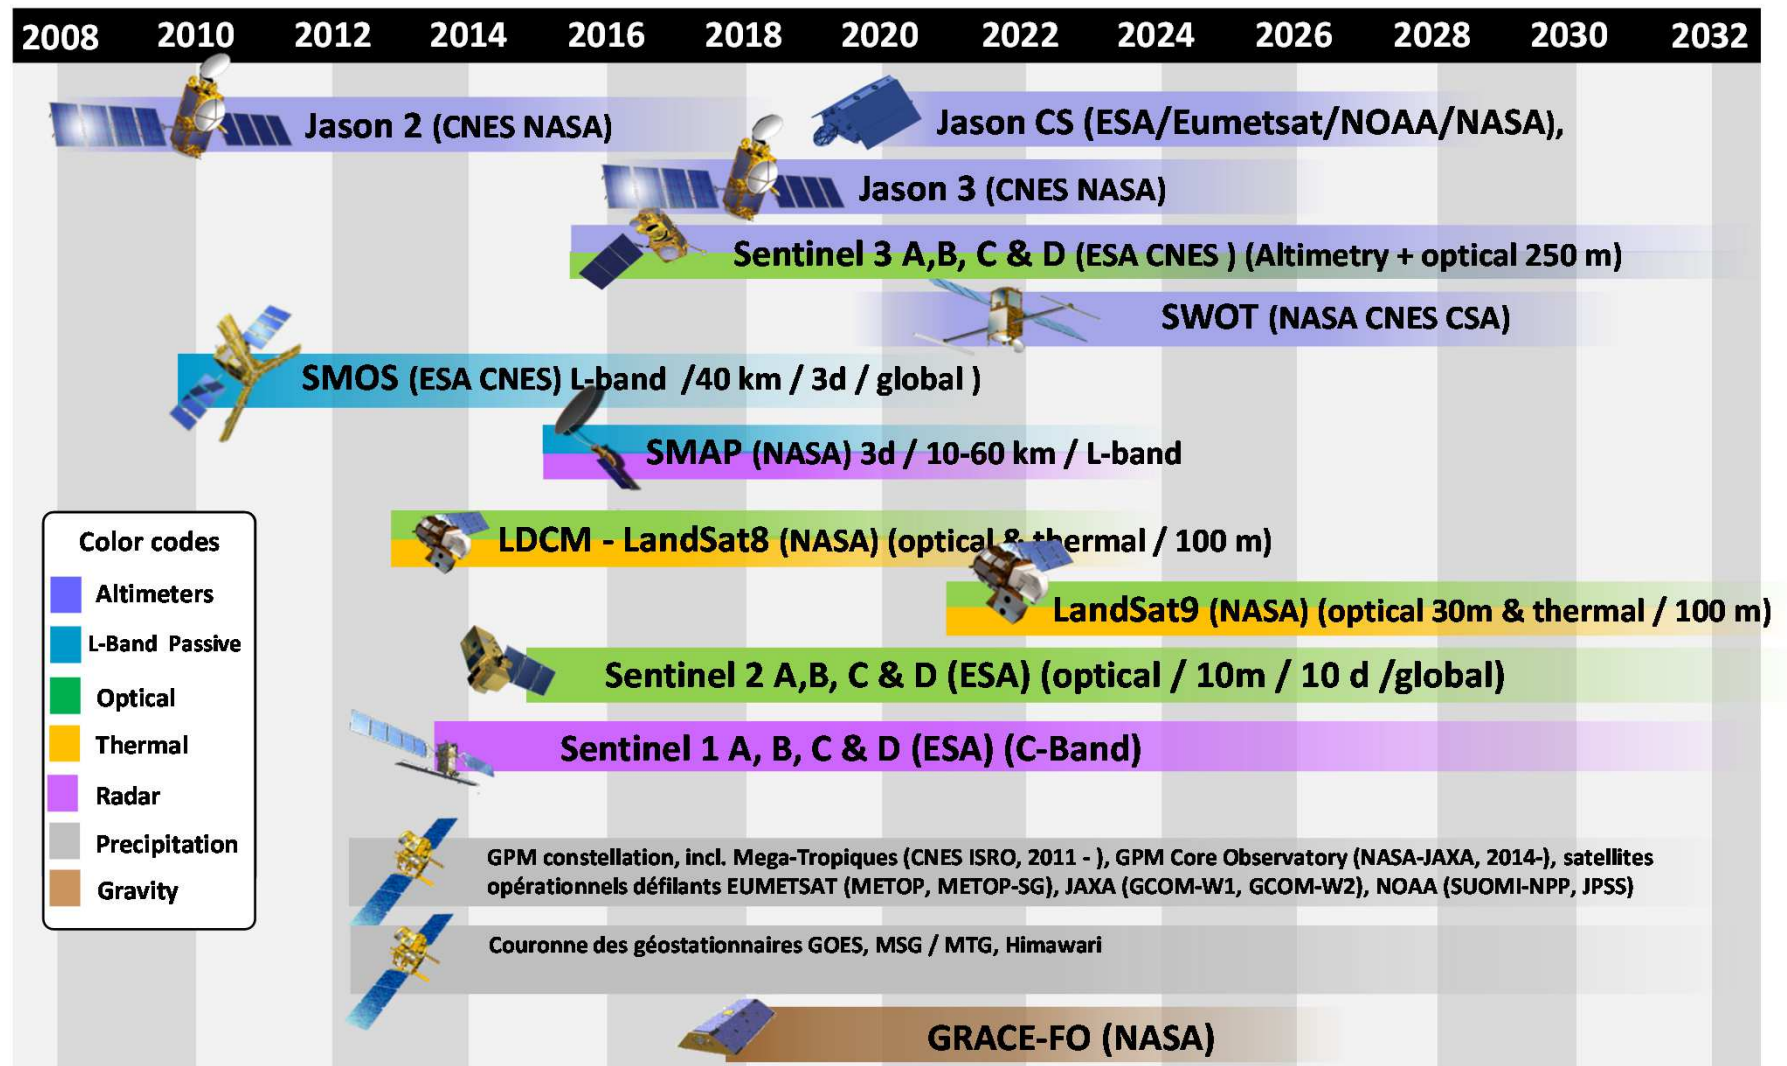 2008 2010 2012 2014 2016 2018 2020 2022 2024 2026 2028 2030 2032
Jason 2 (CNES NASA)
Jason CS (ESA/Eumetsat/NOAA/NASA),
Jason 3 (CNES NASA)
Sentinel 3 A,B, C & D (ESA CNES ) (Altimetry + optical 250 m)
SWOT (NASA CNES CSA)
SMOS (ESA CNES) L-band /40 km / 3d / global )
SMAP (NASA) 3d / 10-60 km / L-band
LDCM - LandSat8 (NASA) (optical & thermal / 100 m)
LandSat9 (NASA) (optical 30m & thermal / 100 m)
Sentinel 2 A,B, C & D (ESA) (optical / 10m / 10 d /global)
Sentinel 1 A, B, C & D (ESA) (C-Band)
GPM constellation, incl. Mega-Tropiques (CNES ISRO, 2011 - ), GPM Core Observatory (NASA-JAXA, 2014-), satellites
opérationnels défilants EUMETSAT (METOP, METOP-SG), JAXA (GCOM-W1, GCOM-W2), NOAA (SUOMI-NPP, JPSS)
Couronne des géostationnaires GOES, MSG / MTG, Himawari
GRACE-FO (NASA)
Color codes
Altimeters
L-Band Passive
Optical
Thermal
Radar
Precipitation
Gravity